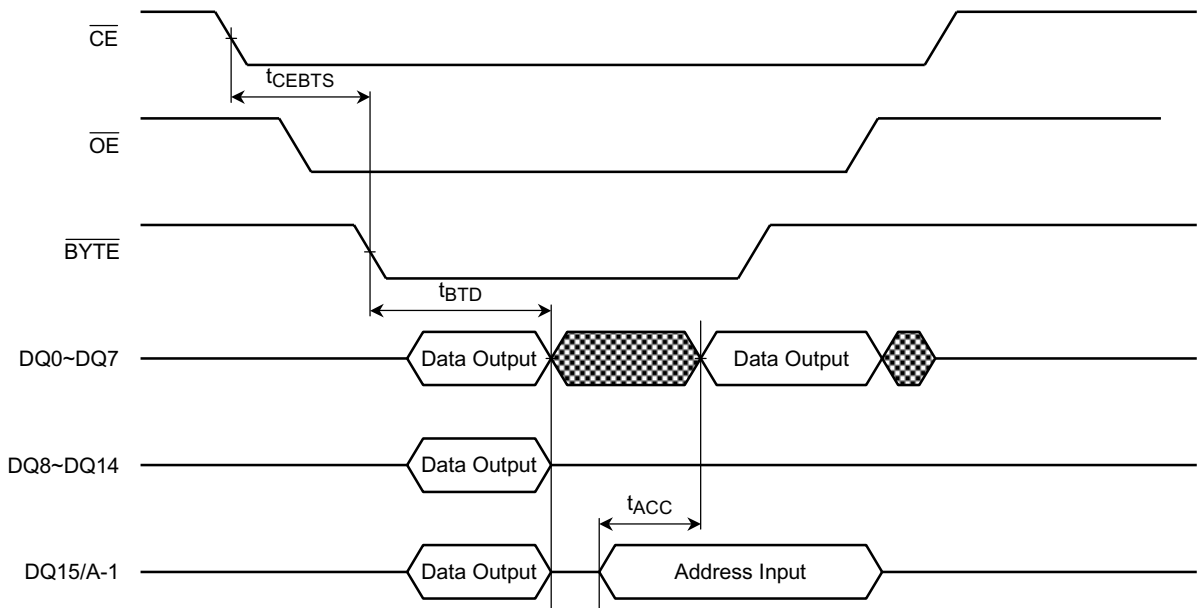 CE
tCEBTS
OE
BYTE
tBTD
DQ0~DQ7 Data Output Data Output
DQ8~DQ14 Data Output
tACC
DQ15/A-1 Data Output Address Input